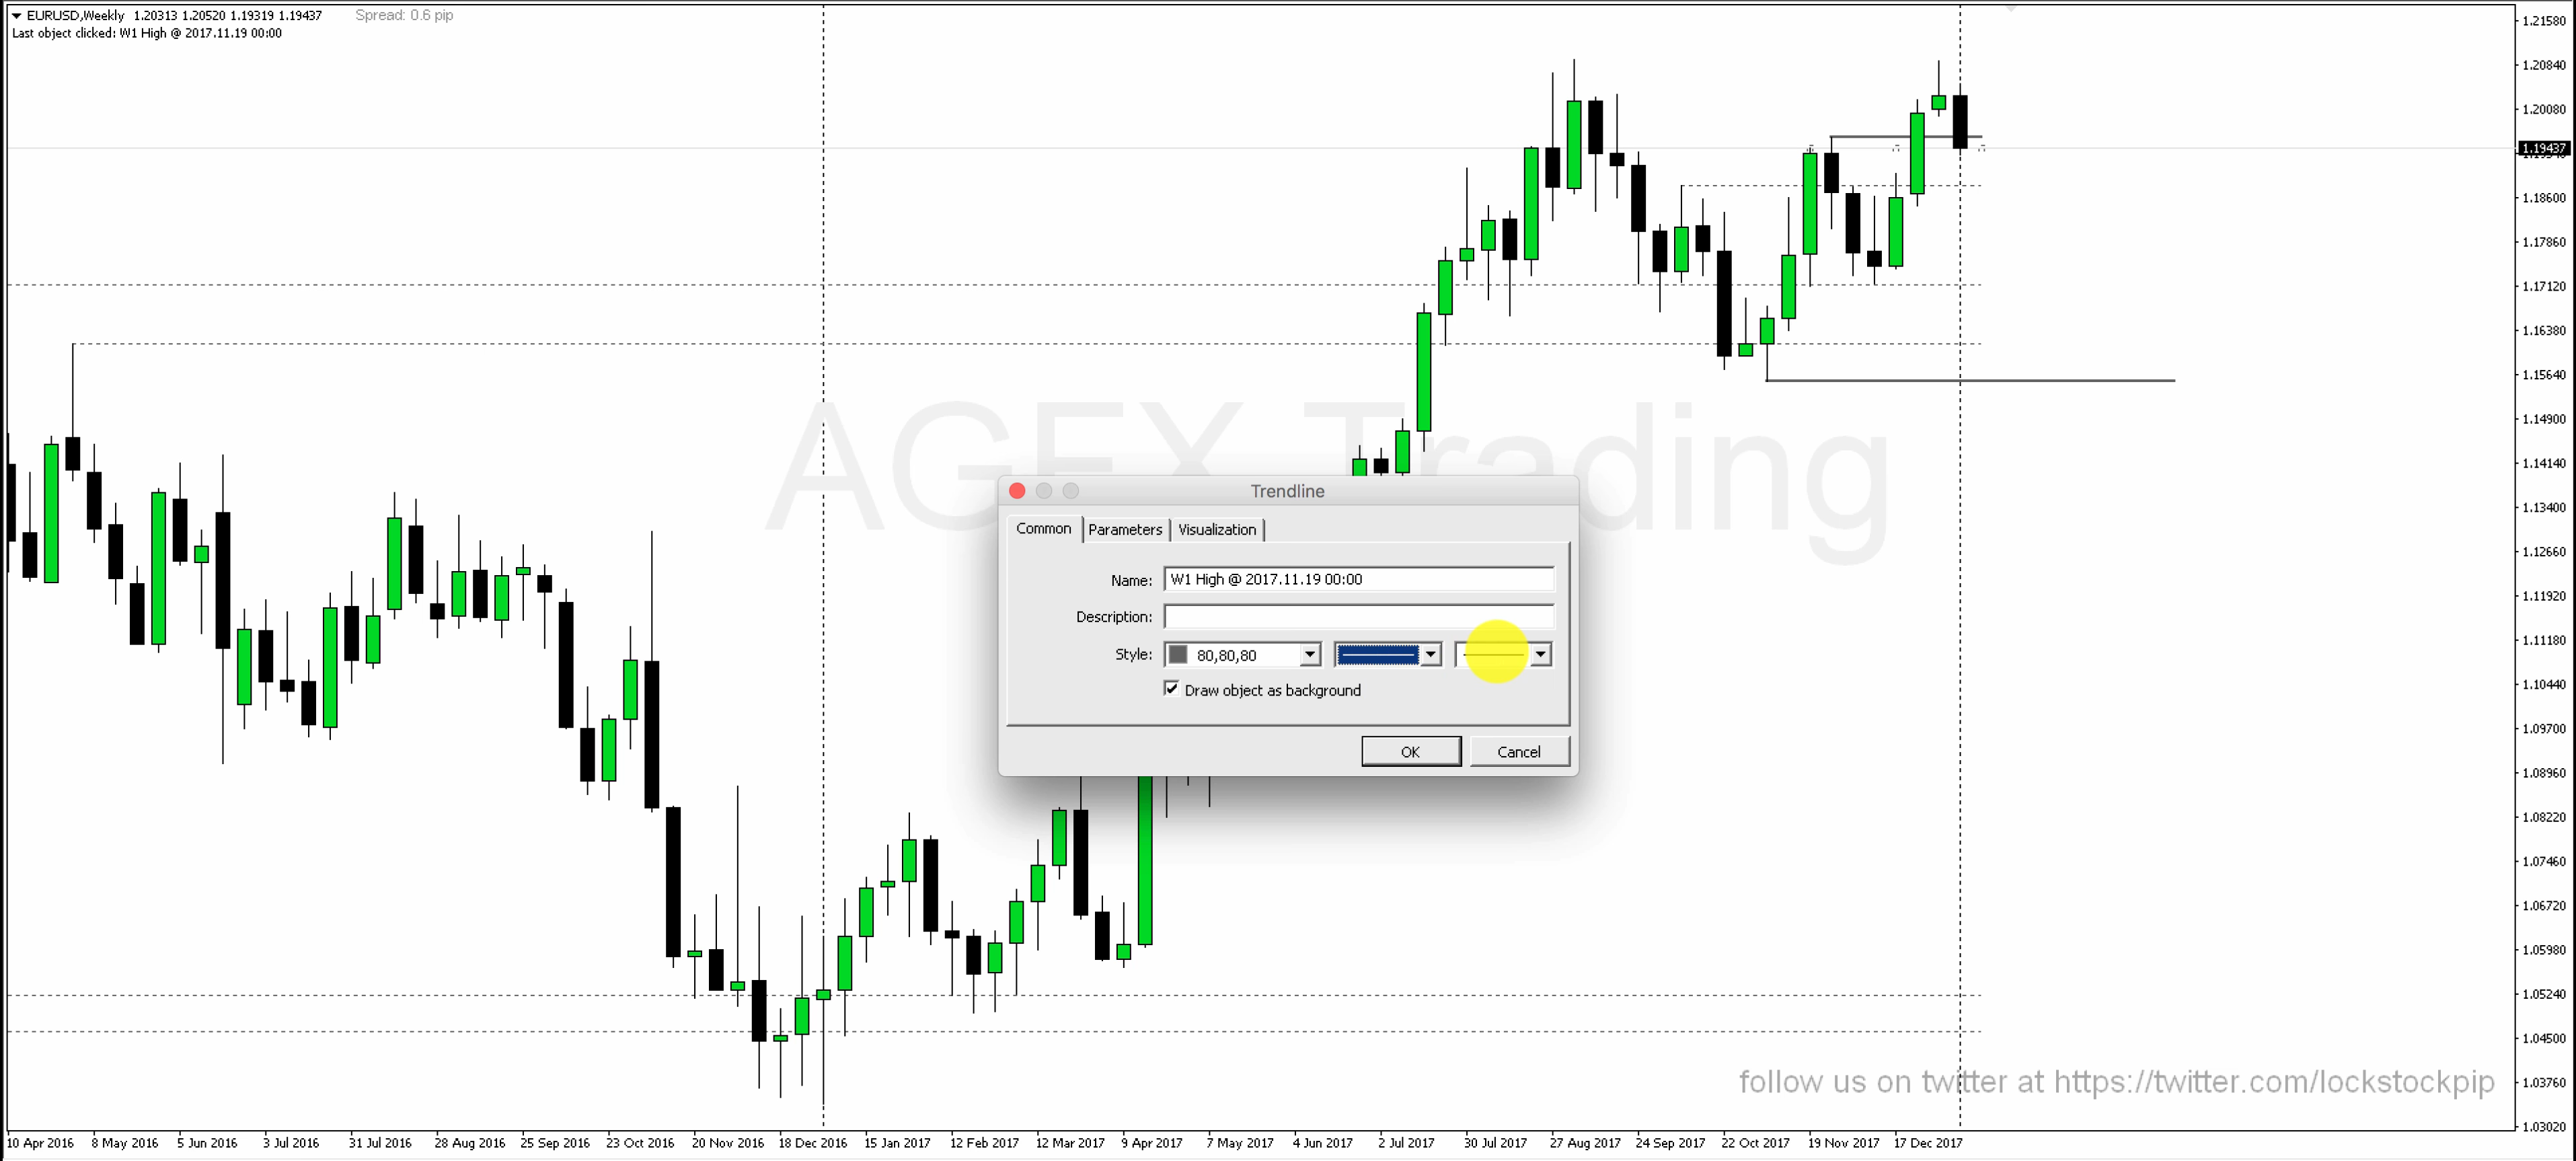 EURUSD,Weekly 1.20313 1.20520 1.19319 1.19437 Spread: 0.6 pip
Last object clicked: W1 High @ 2017.11.19 00:00
1.21580
1.20840
1.20080
1.19437
1.18600
1.17860
1.17120
1.16380
1.15640
1.14900
1.14140
1.13400
1.12660
1.11920
1.11180
1.10440
1.09700
1.08960
1.08220
1.07460
1.06720
1.05980
1.05240
1.04500
1.03760
1.03020
AGFX Trading
Trendline
Common Parameters Visualization
Name: W1 High @ 2017.11.19 00:00
Description:
Style: 80,80,80
Draw object as background
OK Cancel
follow us on twitter at https://twitter.com/lockstockpip
10 Apr 2016 8 May 2016 5 Jun 2016 3 Jul 2016 31 Jul 2016 28 Aug 2016 25 Sep 2016 23 Oct 2016 20 Nov 2016 18 Dec 2016 15 Jan 2017 12 Feb 2017 12 Mar 2017 9 Apr 2017 7 May 2017 4 Jun 2017 2 Jul 2017 30 Jul 2017 27 Aug 2017 24 Sep 2017 22 Oct 2017 19 Nov 2017 17 Dec 2017